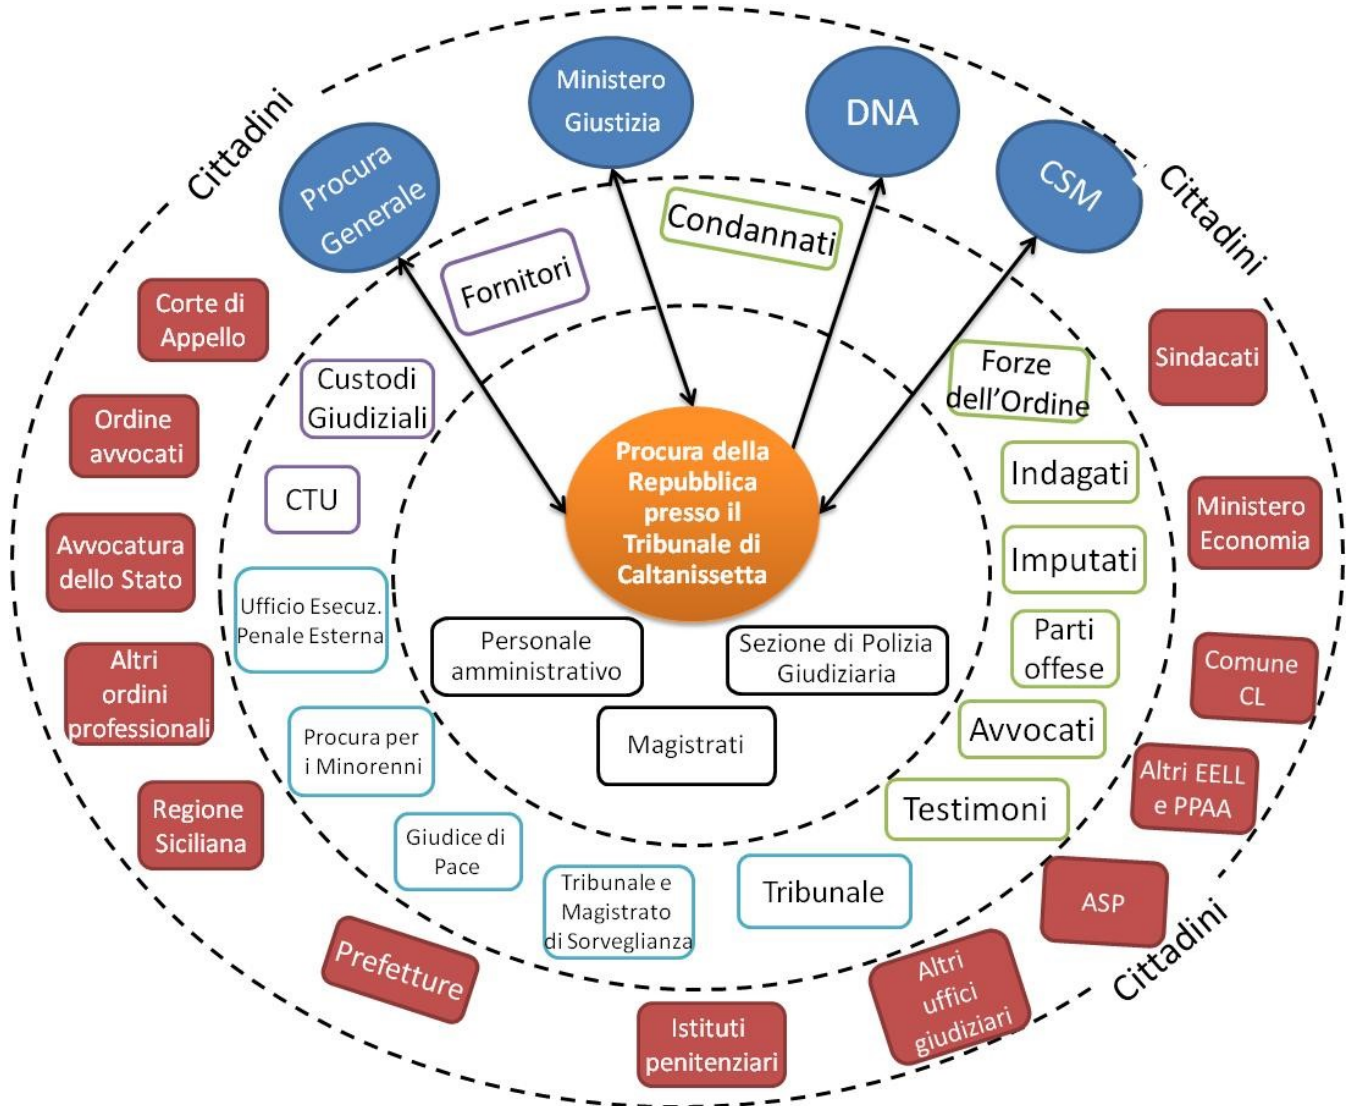 Cittadini
Ministero
Giustizia
DNA
CSM
Procura
Generale
Cittadini
Condannati
Fornitori
Corte di
Appello
Custodi
Giudiziali
Forze
dell’Ordine
Sindacati
Ordine
avvocati
CTU
Procura della
Repubblica
presso il
Tribunale di
Caltanissetta
Indagati
Ministero
Economia
Avvocatura
dello Stato
Imputati
Ufficio Esecuz.
Penale Esterna
Personale
amministrativo
Sezione di Polizia
Giudiziaria
Parti
offese
Comune
CL
Altri
ordini
professionali
Procura per
i Minorenni
Magistrati
Avvocati
Altri EELL
e PPAA
Regione
Siciliana
Giudice di
Pace
Testimoni
Tribunale e
Magistrato
di Sorveglianza
Tribunale
ASP
Cittadini
Prefetture
Altri
uffici
giudiziari
Istituti
penitenziari